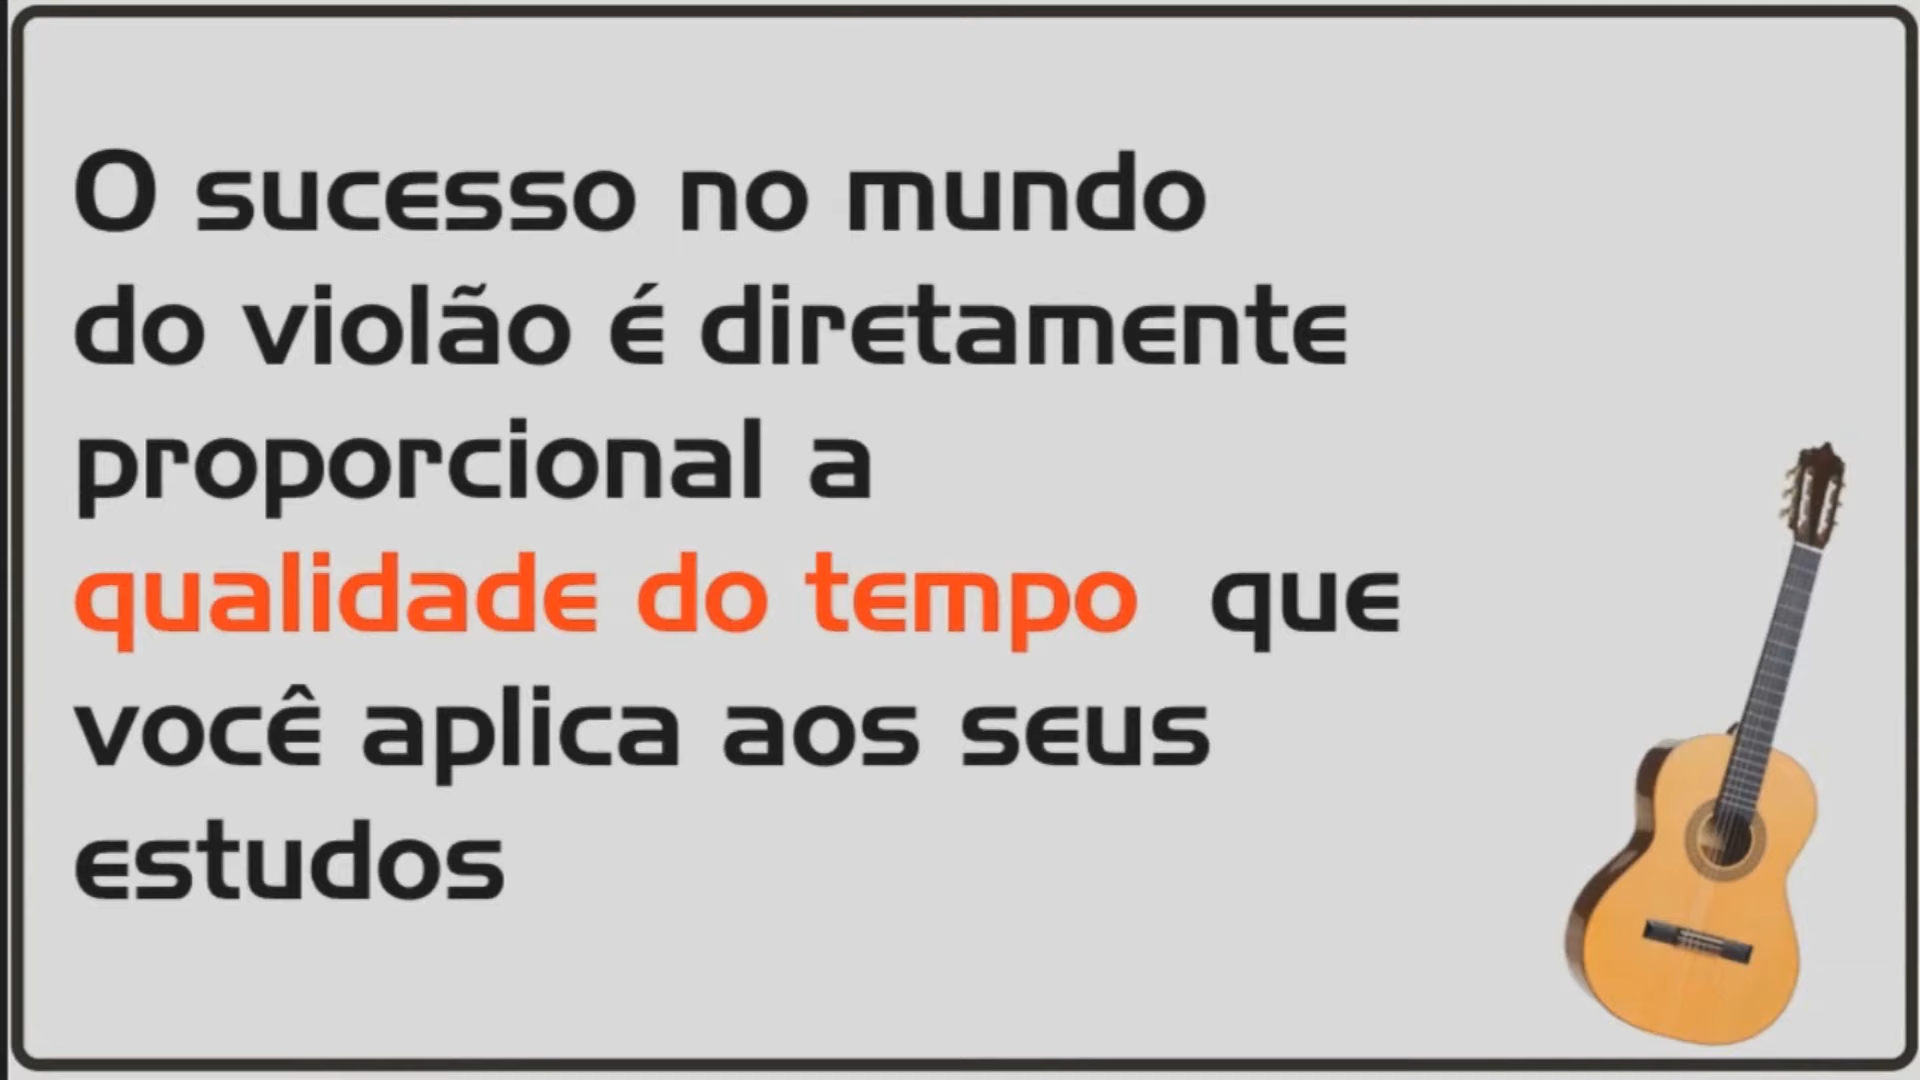 O sucesso no mundo
do violão é diretamente
proporcional a
qualidade do tempo que
você aplica aos seus
estudos